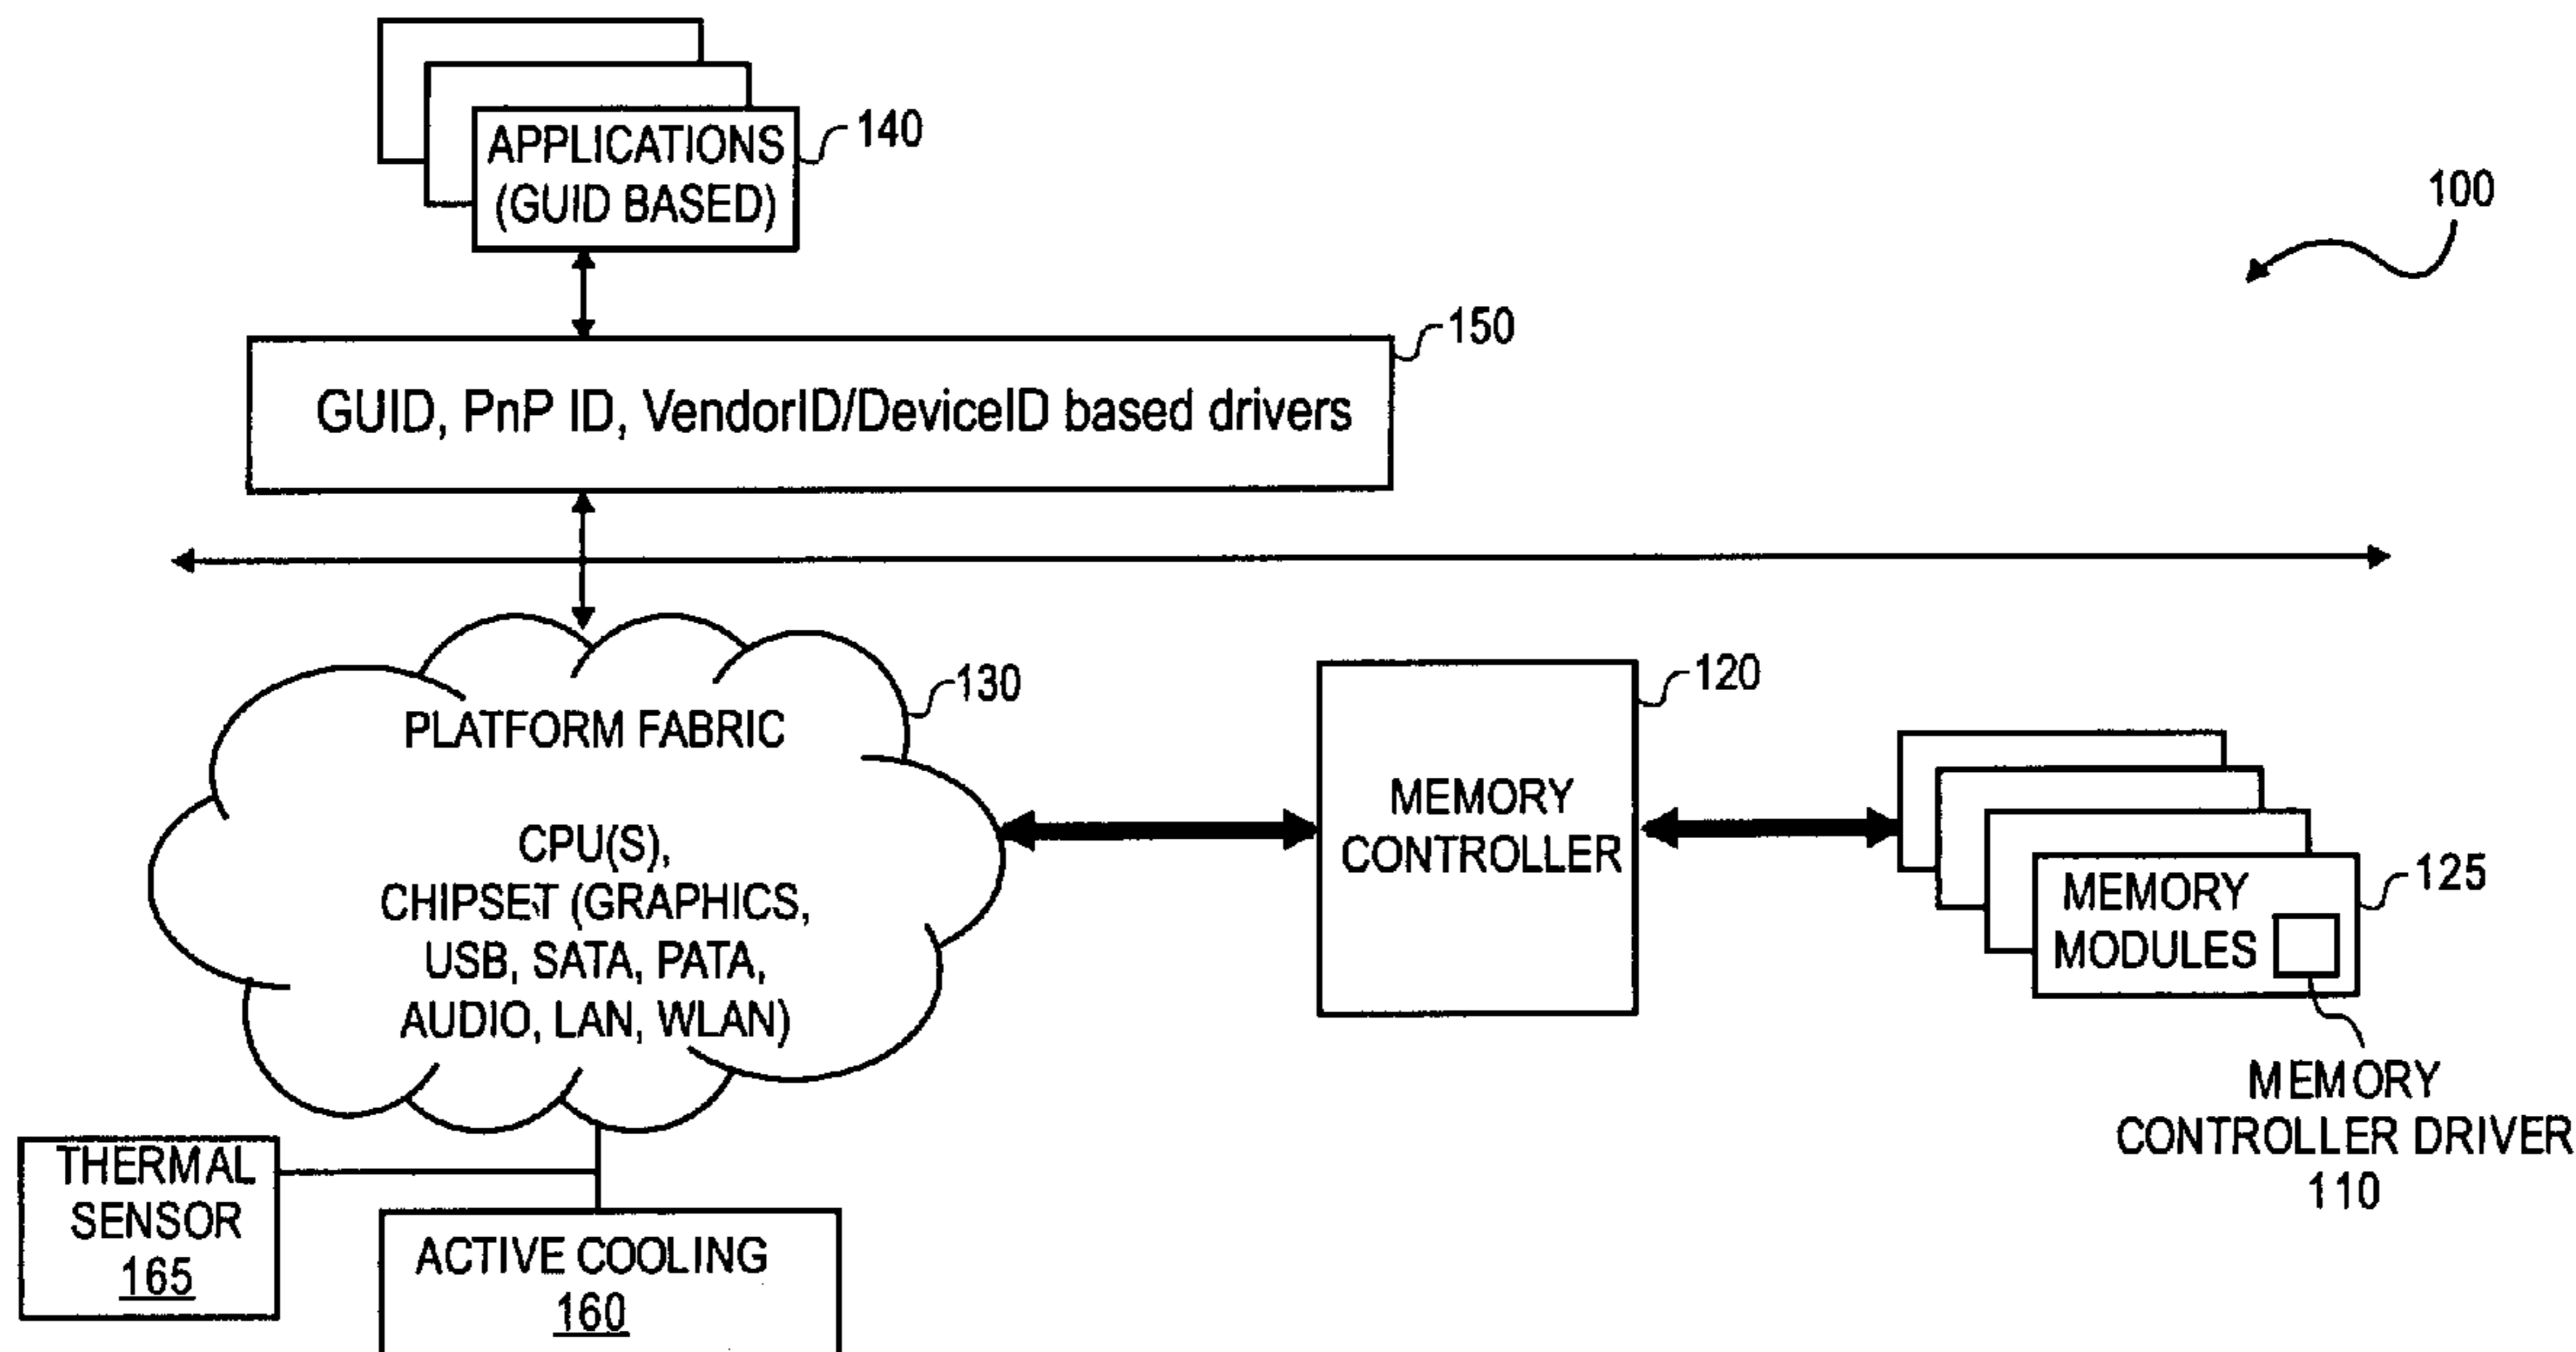 APPLICATIONS
(GUID BASED)
140
100
150
GUID, PnP ID, VendorID/DeviceID based drivers
130
PLATFORM FABRIC
CPU(S),
CHIPSET (GRAPHICS,
USB, SATA, PATA,
AUDIO, LAN, WLAN)
120
MEMORY
CONTROLLER
125
MEMORY
MODULES
MEMORY
CONTROLLER DRIVER
110
THERMAL
SENSOR
165
ACTIVE COOLING
160